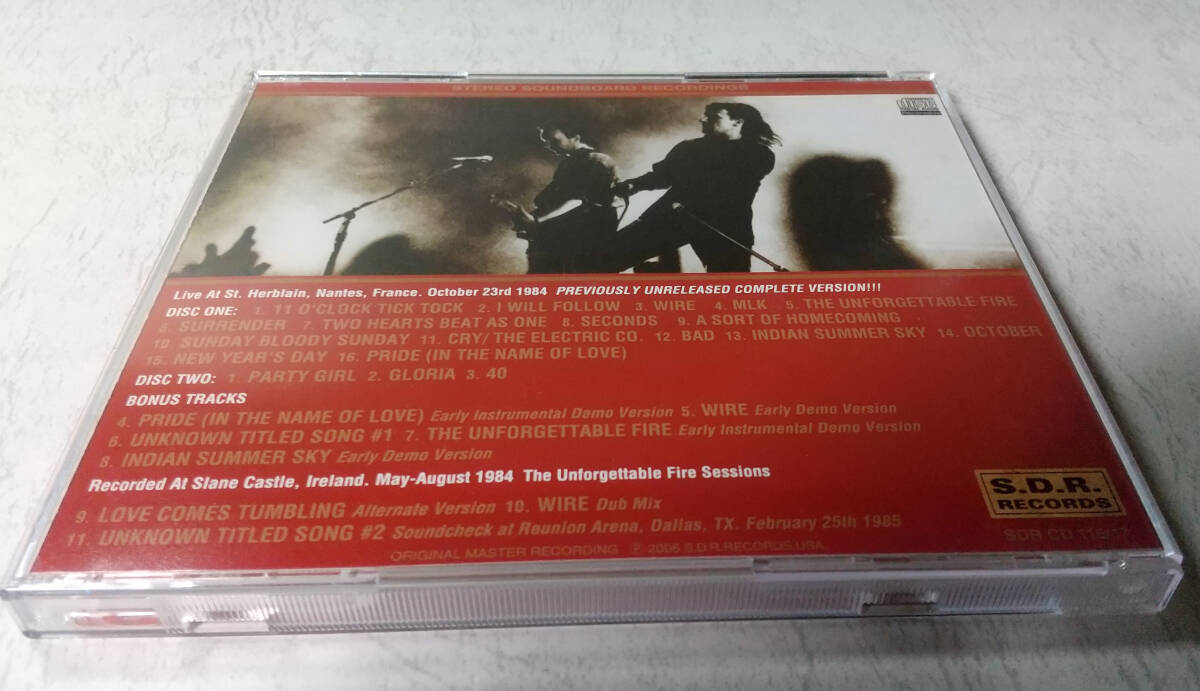 STEREO SOUNDBOARD RECORDINGS
Live At St. Herblain, Nantes, France. October 23rd 1984 PREVIOUSLY UNRELEASED COMPLETE VERSION!!!
DISC ONE: 1. 11 O'CLOCK TICK TOCK 2. I WILL FOLLOW 3. WIRE 4. MLK 5. THE UNFORGETTABLE FIRE
6. SURRENDER 7. TWO HEARTS BEAT AS ONE 8. SECONDS 9. A SORT OF HOMECOMING
10. SUNDAY BLOODY SUNDAY 11. CRY/ THE ELECTRIC CO. 12. BAD 13. INDIAN SUMMER SKY 14. OCTOBER
15. NEW YEAR'S DAY 16. PRIDE (IN THE NAME OF LOVE)
DISC TWO: 1. PARTY GIRL 2. GLORIA 3. 40
BONUS TRACKS
4. PRIDE (IN THE NAME OF LOVE) Early Instrumental Demo Version 5. WIRE Early Demo Version
6. UNKNOWN TITLED SONG #1 7. THE UNFORGETTABLE FIRE Early Instrumental Demo Version
8. INDIAN SUMMER SKY Early Demo Version
Recorded At Slane Castle, Ireland. May-August 1984 The Unforgettable Fire Sessions
9. LOVE COMES TUMBLING Alternate Version 10. WIRE Dub Mix
11. UNKNOWN TITLED SONG #2 Soundcheck at Reunion Arena, Dallas, TX. February 25th 1985
ORIGINAL MASTER RECORDING ℗ 2006 S.D.R.RECORDS,USA
S.D.R.
RECORDS
SDR CD 116/17